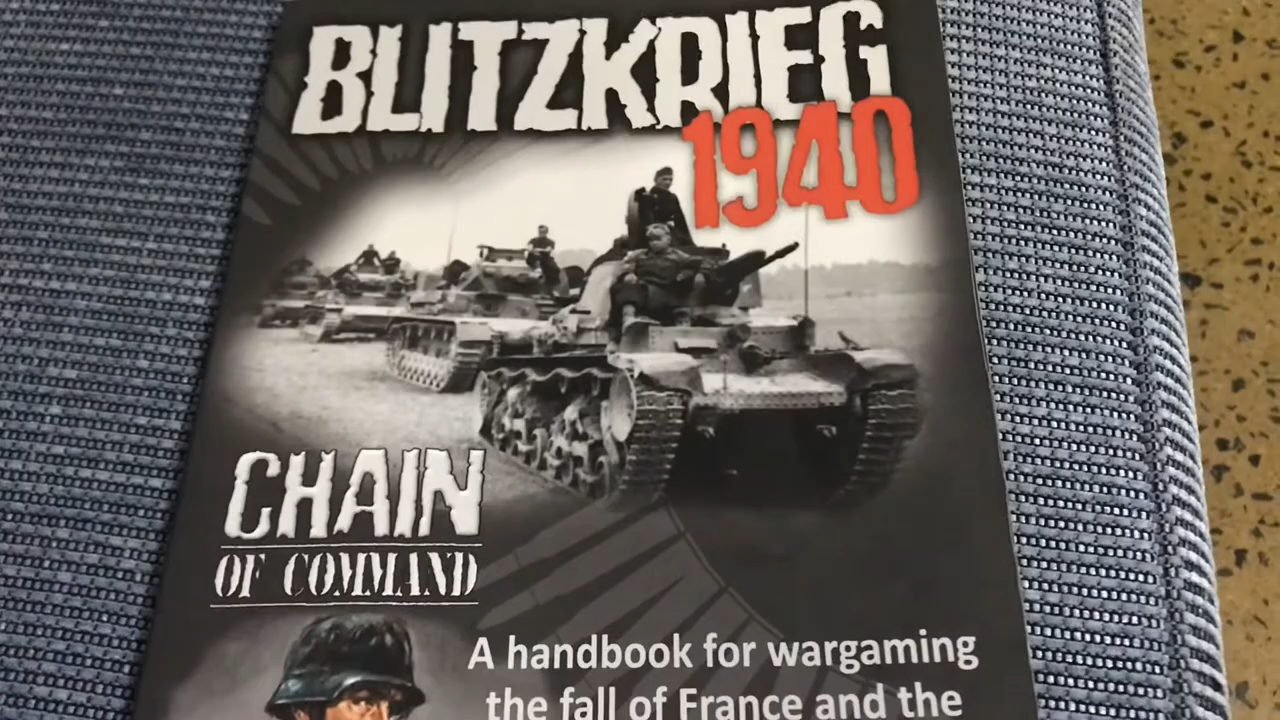 BLITZKRIEG
1940
CHAIN
OF COMMAND
A handbook for wargaming
the fall of France and the